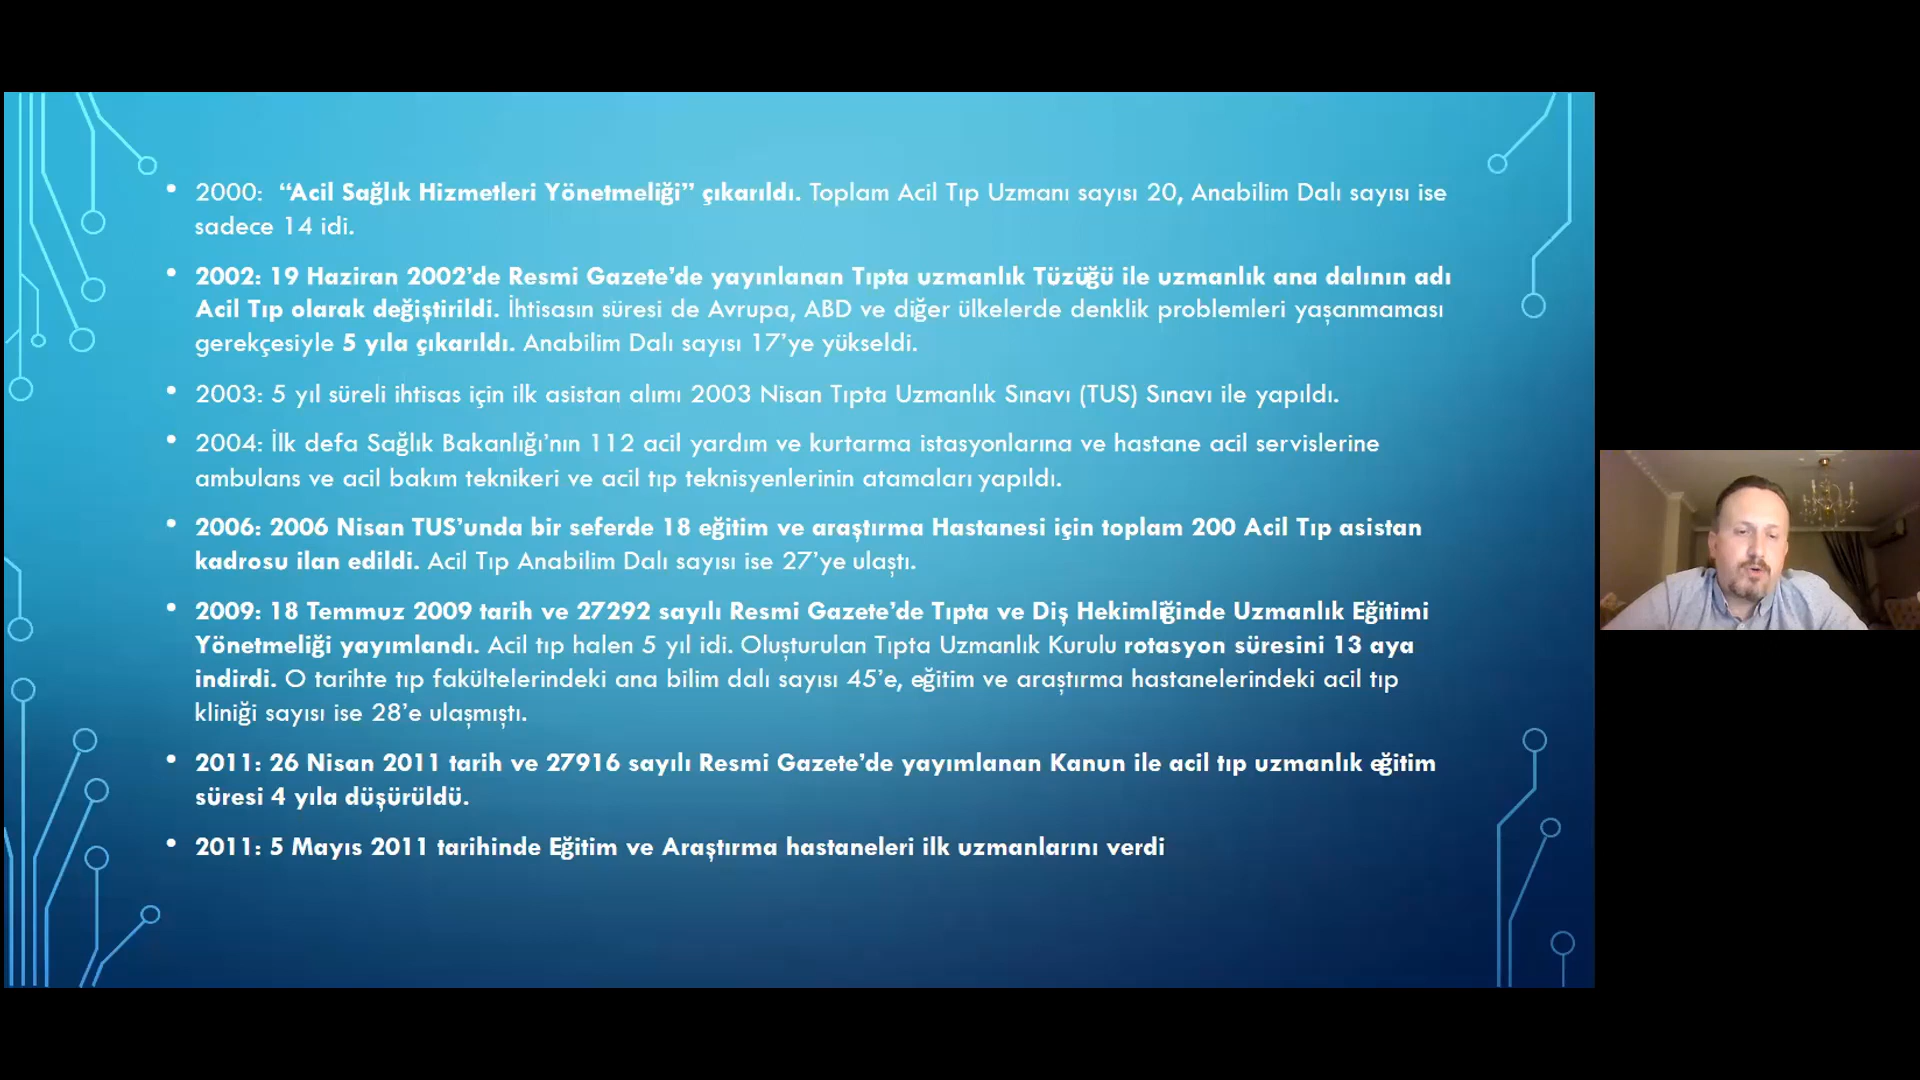 • 2000:  “Acil Sağlık Hizmetleri Yönetmeliği” çıkarıldı. Toplam Acil Tıp Uzmanı sayısı 20, Anabilim Dalı sayısı ise
sadece 14 idi.
• 2002: 19 Haziran 2002’de Resmi Gazete’de yayınlanan Tıpta uzmanlık Tüzüğü ile uzmanlık ana dalının adı
Acil Tıp olarak değiştirildi. İhtisasın süresi de Avrupa, ABD ve diğer ülkelerde denklik problemleri yaşanmaması
gerekçesiyle 5 yıla çıkarıldı. Anabilim Dalı sayısı 17’ye yükseldi.
• 2003: 5 yıl süreli ihtisas için ilk asistan alımı 2003 Nisan Tıpta Uzmanlık Sınavı (TUS) Sınavı ile yapıldı.
• 2004: İlk defa Sağlık Bakanlığı’nın 112 acil yardım ve kurtarma istasyonlarına ve hastane acil servislerine
ambulans ve acil bakım teknikeri ve acil tıp teknisyenlerinin atamaları yapıldı.
• 2006: 2006 Nisan TUS’unda bir seferde 18 eğitim ve araştırma Hastanesi için toplam 200 Acil Tıp asistan
kadrosu ilan edildi. Acil Tıp Anabilim Dalı sayısı ise 27’ye ulaştı.
• 2009: 18 Temmuz 2009 tarih ve 27292 sayılı Resmi Gazete’de Tıpta ve Diş Hekimliğinde Uzmanlık Eğitimi
Yönetmeliği yayımlandı. Acil tıp halen 5 yıl idi. Oluşturulan Tıpta Uzmanlık Kurulu rotasyon süresini 13 aya
indirdi. O tarihte tıp fakültelerindeki ana bilim dalı sayısı 45’e, eğitim ve araştırma hastanelerindeki acil tıp
kliniği sayısı ise 28’e ulaşmıştı.
• 2011: 26 Nisan 2011 tarih ve 27916 sayılı Resmi Gazete’de yayımlanan Kanun ile acil tıp uzmanlık eğitim
süresi 4 yıla düşürüldü.
• 2011: 5 Mayıs 2011 tarihinde Eğitim ve Araştırma hastaneleri ilk uzmanlarını verdi